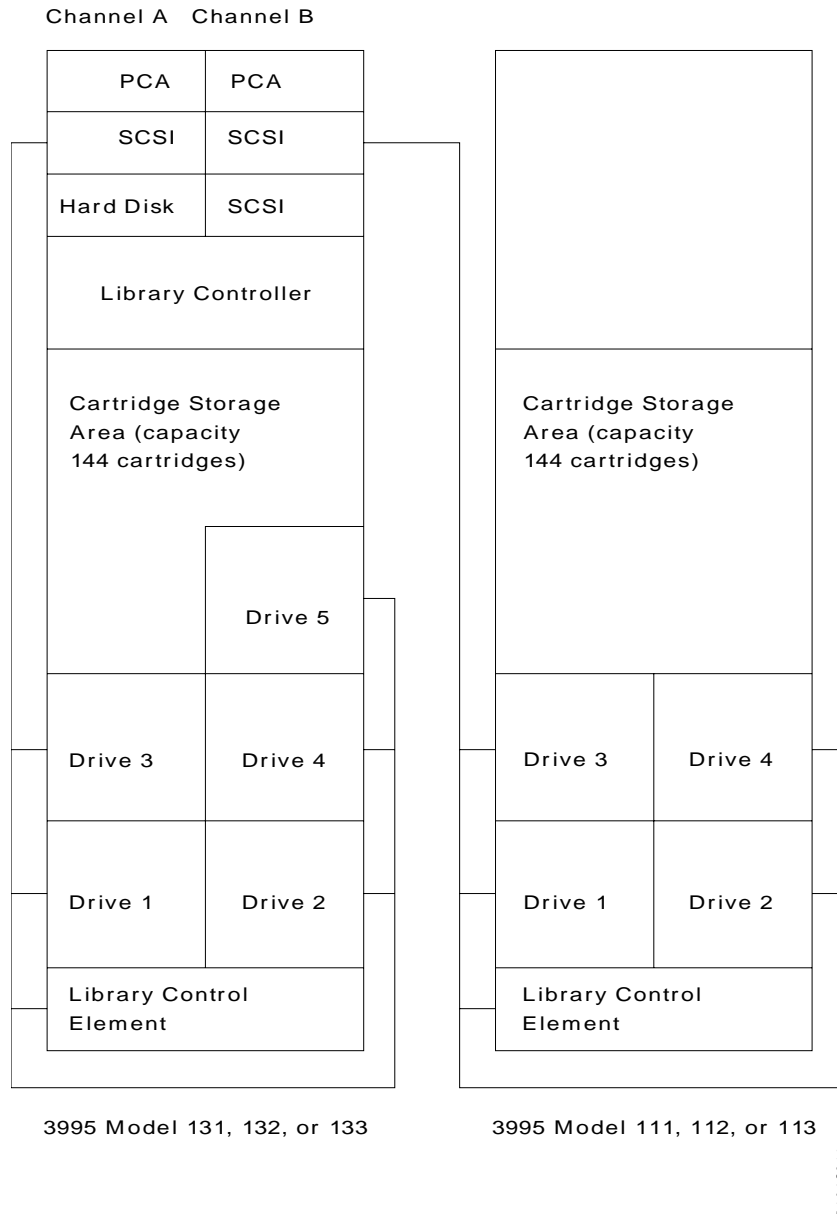 Channel A Channel B
PCA PCA
SCSI SCSI
Hard Disk SCSI
Library Controller
Cartridge Storage
Area (capacity
144 cartridges)
Drive 5
Drive 3 Drive 4
Drive 1 Drive 2
Library Control
Element
3995 Model 131, 132, or 133
Cartridge Storage
Area (capacity
144 cartridges)
Drive 3 Drive 4
Drive 1 Drive 2
Library Control
Element
3995 Model 111, 112, or 113